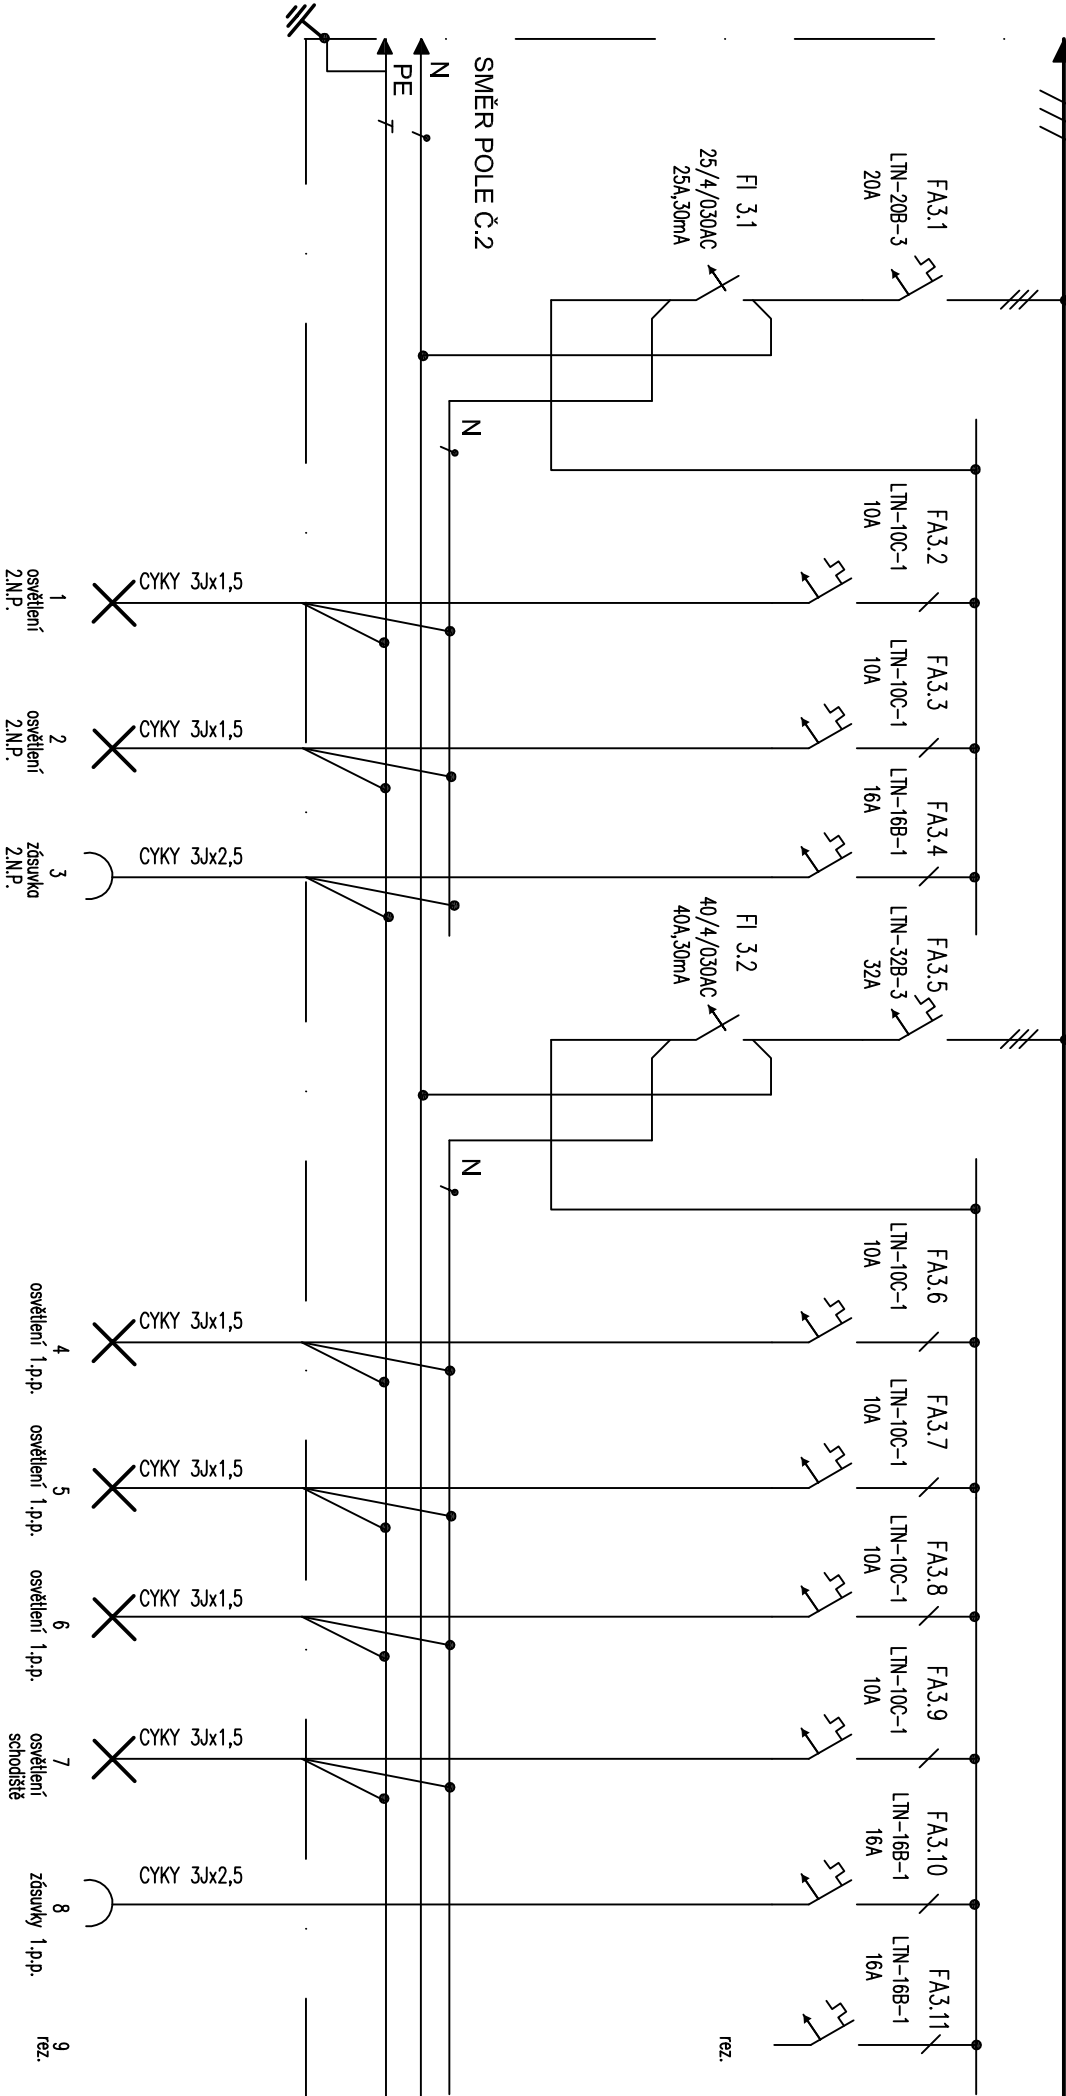 SMĚR POLE Č.2
N
PE
FA3.1
LTN-20B-3
20A
FI 3.1
25/4/030AC
25A,30mA
N
FA3.2
LTN-10C-1
10A
CYKY 3Jx1,5
1
osvětlení
2.N.P.
FA3.3
LTN-10C-1
10A
CYKY 3Jx1,5
2
osvětlení
2.N.P.
FA3.4
LTN-16B-1
16A
CYKY 3Jx2,5
3
zásuvka
2.N.P.
FA3.5
LTN-32B-3
32A
FI 3.2
40/4/030AC
40A,30mA
N
FA3.6
LTN-10C-1
10A
CYKY 3Jx1,5
4
osvětlení 1.p.p.
FA3.7
LTN-10C-1
10A
CYKY 3Jx1,5
5
osvětlení 1.p.p.
FA3.8
LTN-10C-1
10A
CYKY 3Jx1,5
6
osvětlení 1.p.p.
FA3.9
LTN-10C-1
10A
CYKY 3Jx1,5
7
osvětlení
schodiště
FA3.10
LTN-16B-1
16A
CYKY 3Jx2,5
8
zásuvky 1.p.p.
FA3.11
LTN-16B-1
16A
rez.
9
rez.